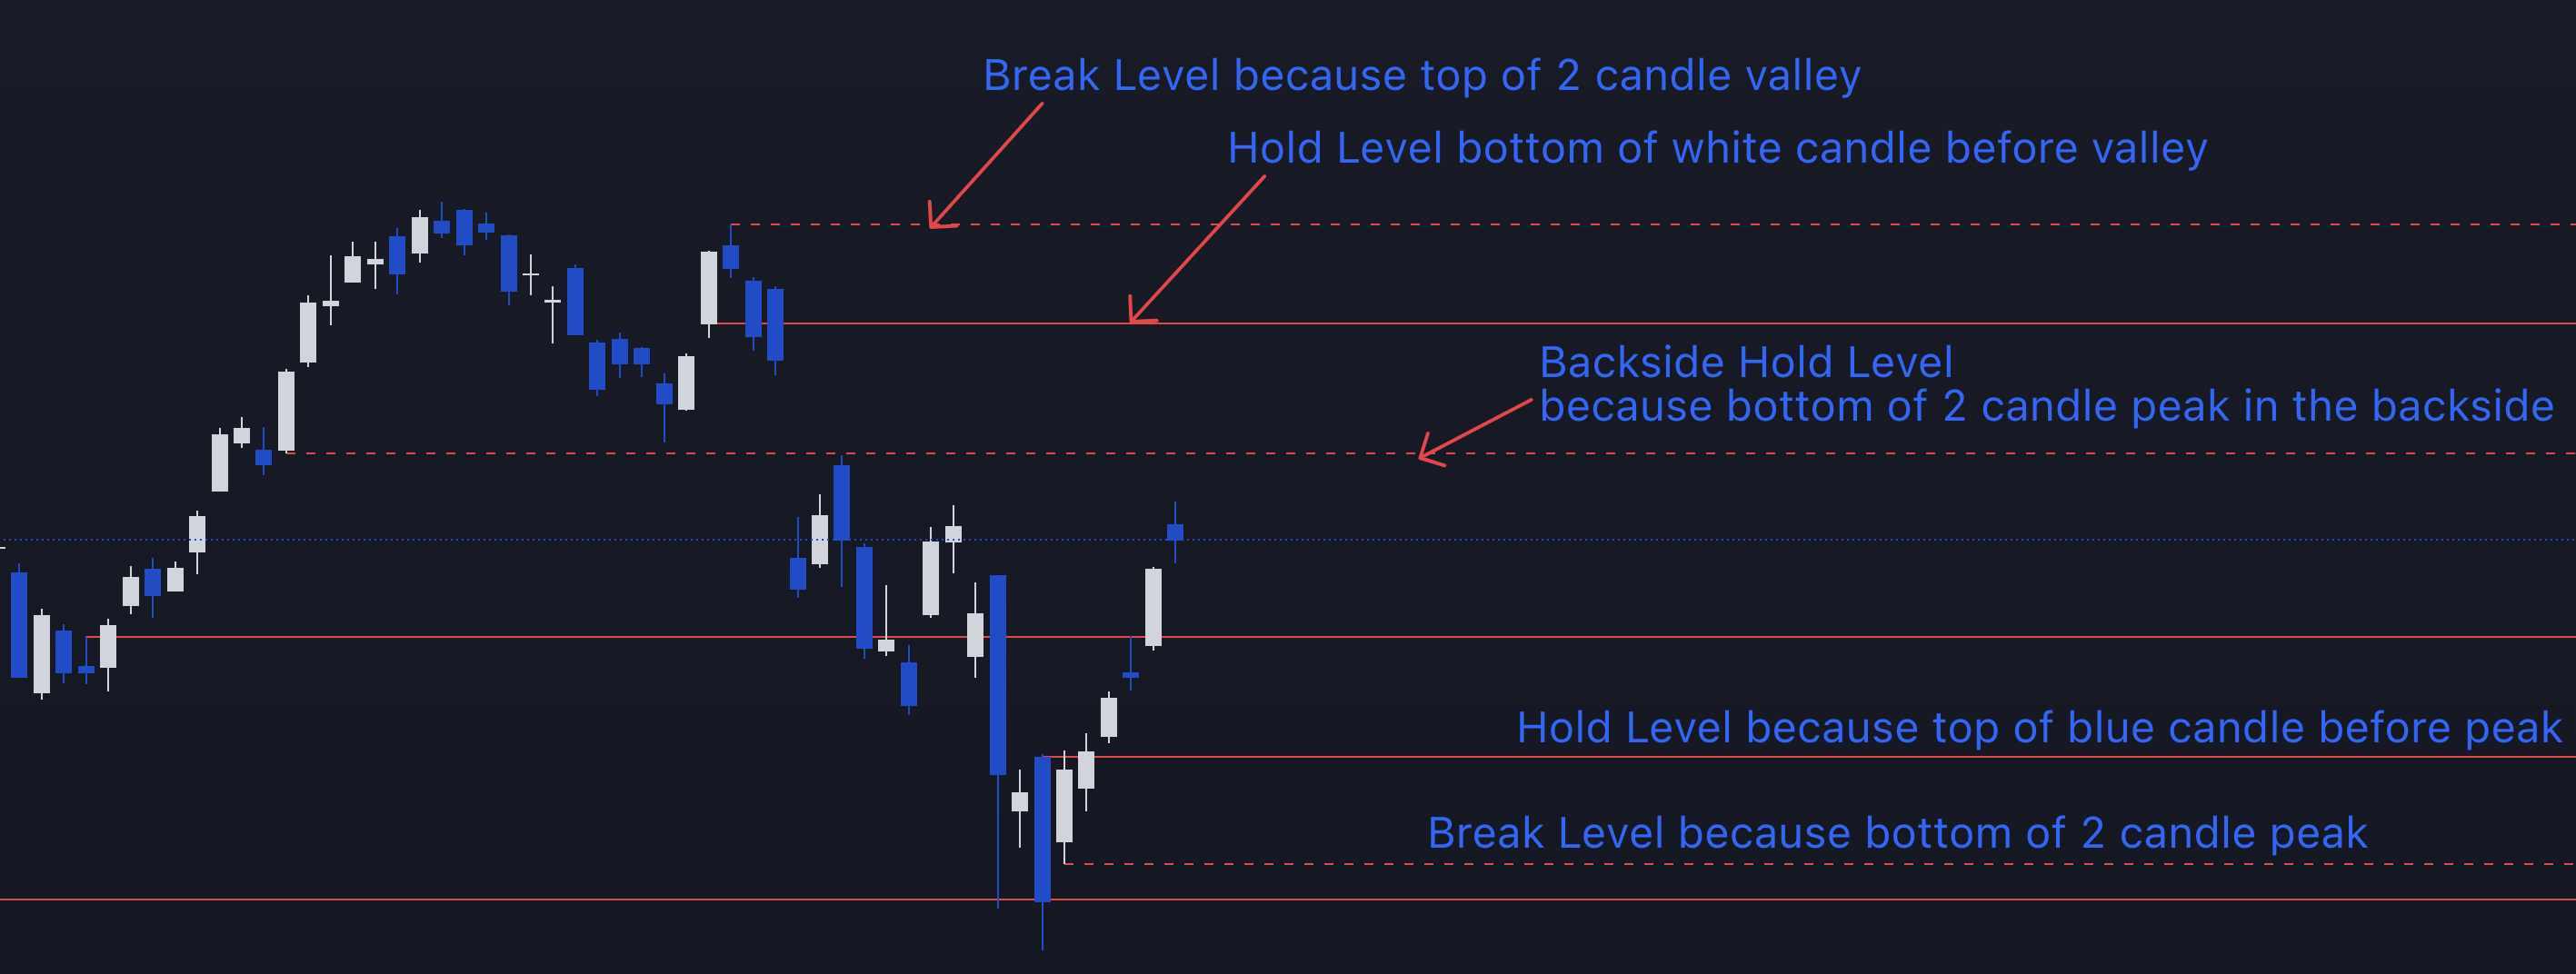 Break Level because top of 2 candle valley
Hold Level bottom of white candle before valley
Backside Hold Level
because bottom of 2 candle peak in the backside
Hold Level because top of blue candle before peak
Break Level because bottom of 2 candle peak